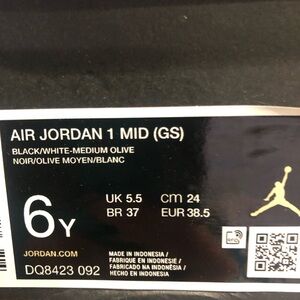 AIR JORDAN 1 MID (GS)
BLACK/WHITE-MEDIUM OLIVE
NOIR/OLIVE MOYEN/BLANC
6Y
UK 5.5 cm 24
BR 37 EUR 38.5
JORDAN.COM
DQ8423 092
MADE IN INDONESIA /
FABRIQUE EN INDONESIE /
FABRICADO NA INDONÉSIA /
HECHO EN INDONESIA